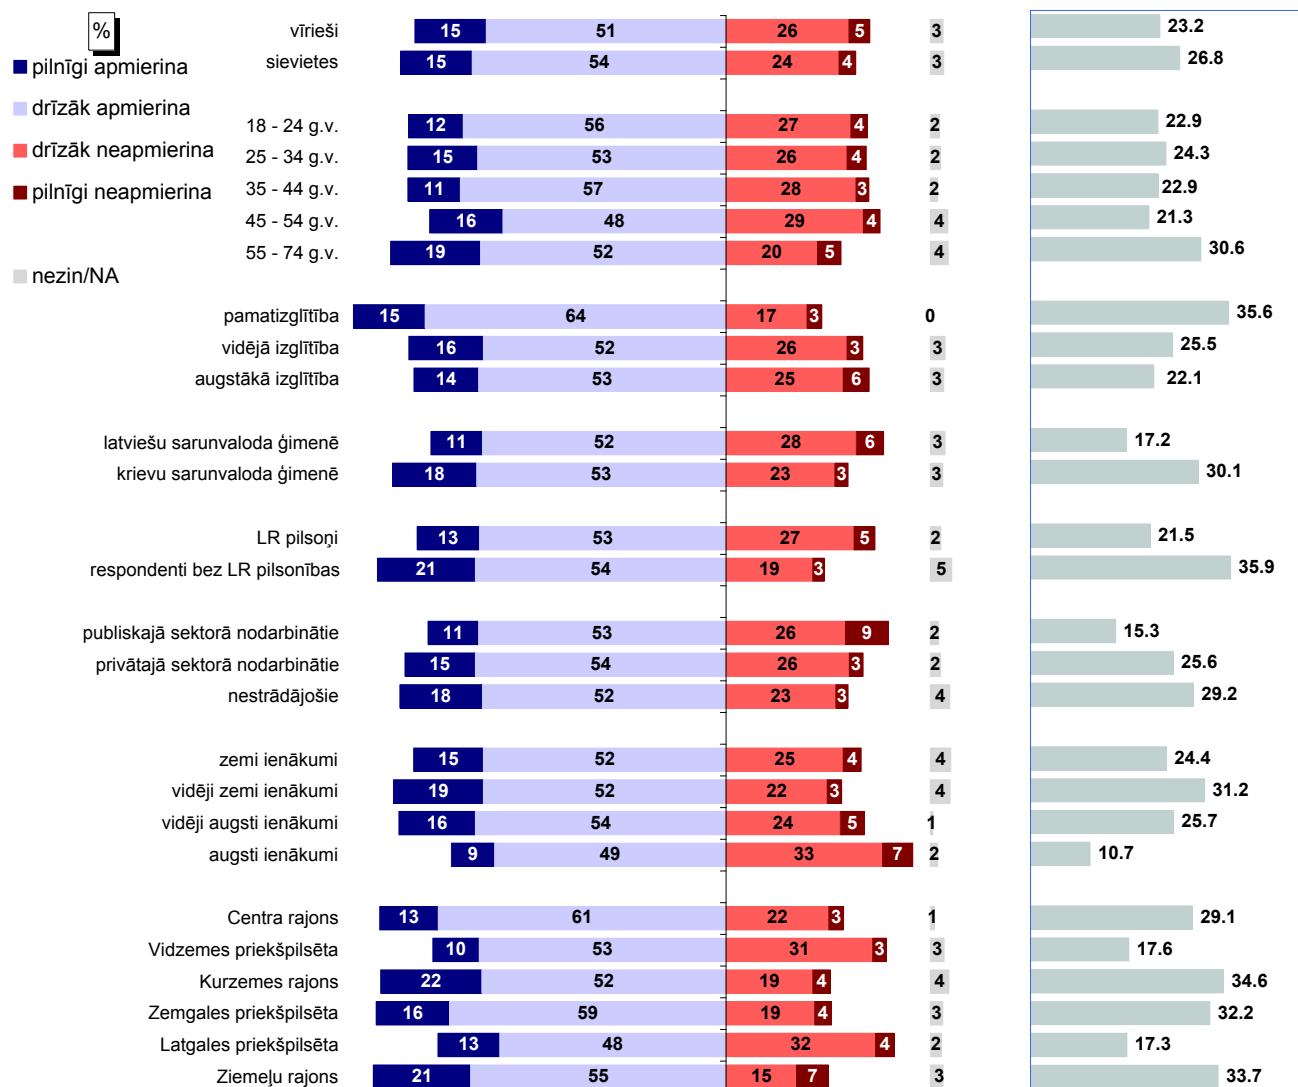 %
pilnīgi apmierina
drīzāk apmierina
drīzāk neapmierina
pilnīgi neapmierina
nezin/NA
vīrieši 15 51 26 5 3 23.2
sievietes 15 54 24 4 3 26.8
18 - 24 g.v. 12 56 27 4 2 22.9
25 - 34 g.v. 15 53 26 4 2 24.3
35 - 44 g.v. 11 57 28 3 2 22.9
45 - 54 g.v. 16 48 29 4 4 21.3
55 - 74 g.v. 19 52 20 5 4 30.6
pamatizglītība 15 64 17 3 0 35.6
vidējā izglītība 16 52 26 3 3 25.5
augstākā izglītība 14 53 25 6 3 22.1
latviešu sarunvaloda ģimenē 11 52 28 6 3 17.2
krievu sarunvaloda ģimenē 18 53 23 3 3 30.1
LR pilsoņi 13 53 27 5 2 21.5
respondenti bez LR pilsonības 21 54 19 3 5 35.9
publiskajā sektorā nodarbinātie 11 53 26 9 2 15.3
privātajā sektorā nodarbinātie 15 54 26 3 2 25.6
nestrādājošie 18 52 23 3 4 29.2
zemi ienākumi 15 52 25 4 4 24.4
vidēji zemi ienākumi 19 52 22 3 4 31.2
vidēji augsti ienākumi 16 54 24 5 1 25.7
augsti ienākumi 9 49 33 7 2 10.7
Centra rajons 13 61 22 3 1 29.1
Vidzemes priekšpilsēta 10 53 31 3 3 17.6
Kurzemes rajons 22 52 19 4 4 34.6
Zemgales priekšpilsēta 16 59 19 4 3 32.2
Latgales priekšpilsēta 13 48 32 4 2 17.3
Ziemeļu rajons 21 55 15 7 3 33.7